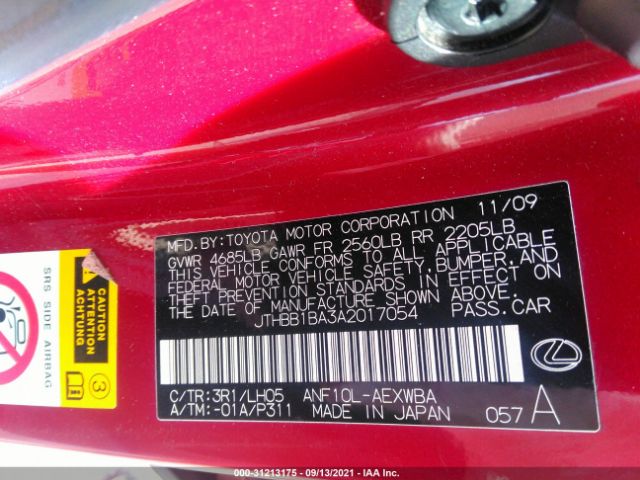 MFD. BY: TOYOTA MOTOR CORPORATION 11/09
GVWR 4685LB GAWR FR 2560LB RR 2205LB
THIS VEHICLE CONFORMS TO ALL APPLICABLE
FEDERAL MOTOR VEHICLE SAFETY, BUMPER, AND
THEFT PREVENTION STANDARDS IN EFFECT ON
THE DATE OF MANUFACTURE SHOWN ABOVE.
JTHBB1BA3A2017054 PASS. CAR
C/TR: 3R1/LH05 ANF10L-AEXWBA
A/TM: -01A/P311 MADE IN JAPAN 057 A
SRS SIDE AIRBAG
CAUTION
ATTENTION
ACHTUNG
3
000-31213175 - 09/13/2021 - IAA Inc.